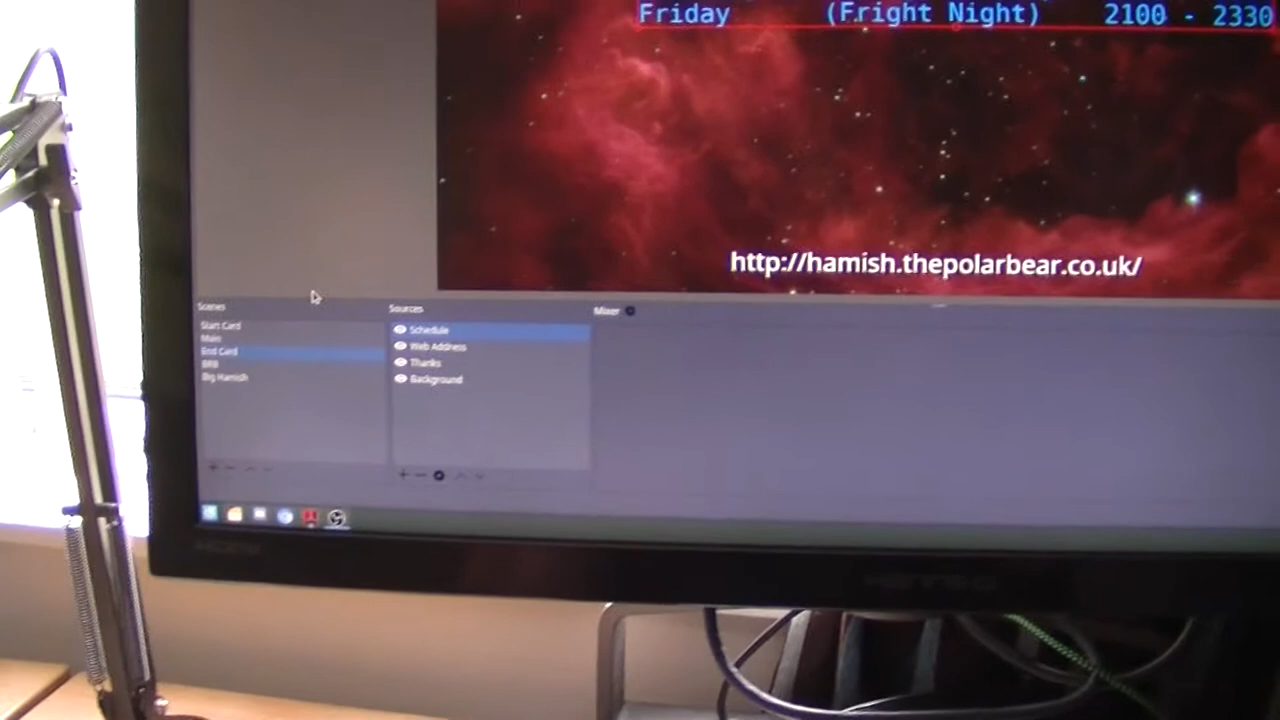 Friday (Fright Night) 2100 - 2330
http://hamish.thepolarbear.co.uk/
Scenes
Start Card
Main
End Card
BRB
Big Hamish
Sources
Schedule
Web Address
Thanks
Background
Mixer